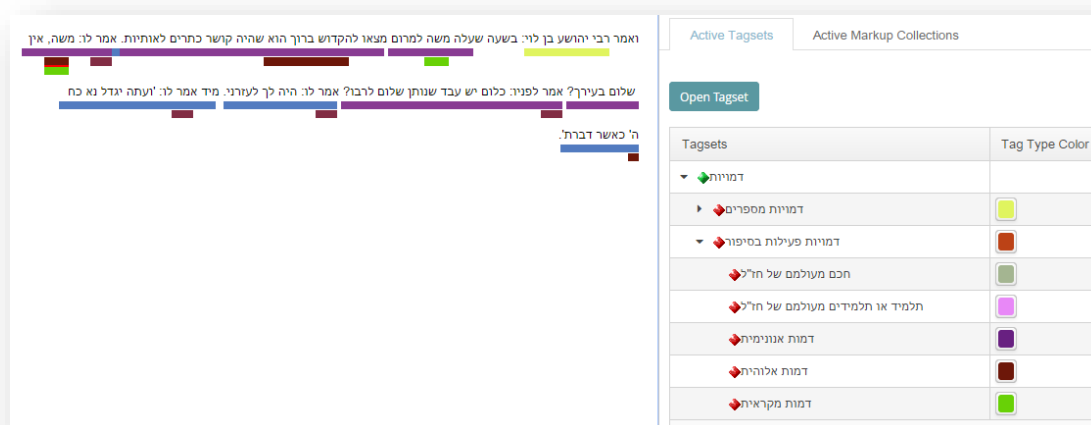 ואמר רבי יהושע בן לוי: בשעה שעלה משה למרום מצאו להקדוש ברוך הוא שהיה קושר כתרים לאותיות. אמר לו: משה, אין
שלום בעירך? אמר לפניו: כלום יש עבד שנותן שלום לרבו? אמר לו: היה לך לעזרני. מיד אמר לו: 'ועתה יגדל נא כח
ה' כאשר דברת'.
Active Tagsets
Active Markup Collections
Open Tagset
Tagsets
Tag Type Color
דמויות
דמויות מספרים
דמויות פעילות בסיפור
חכם מעולמם של חז"ל
תלמיד או תלמידים מעולמם של חז"ל
דמות אנונימית
דמות אלוהית
דמות מקראית